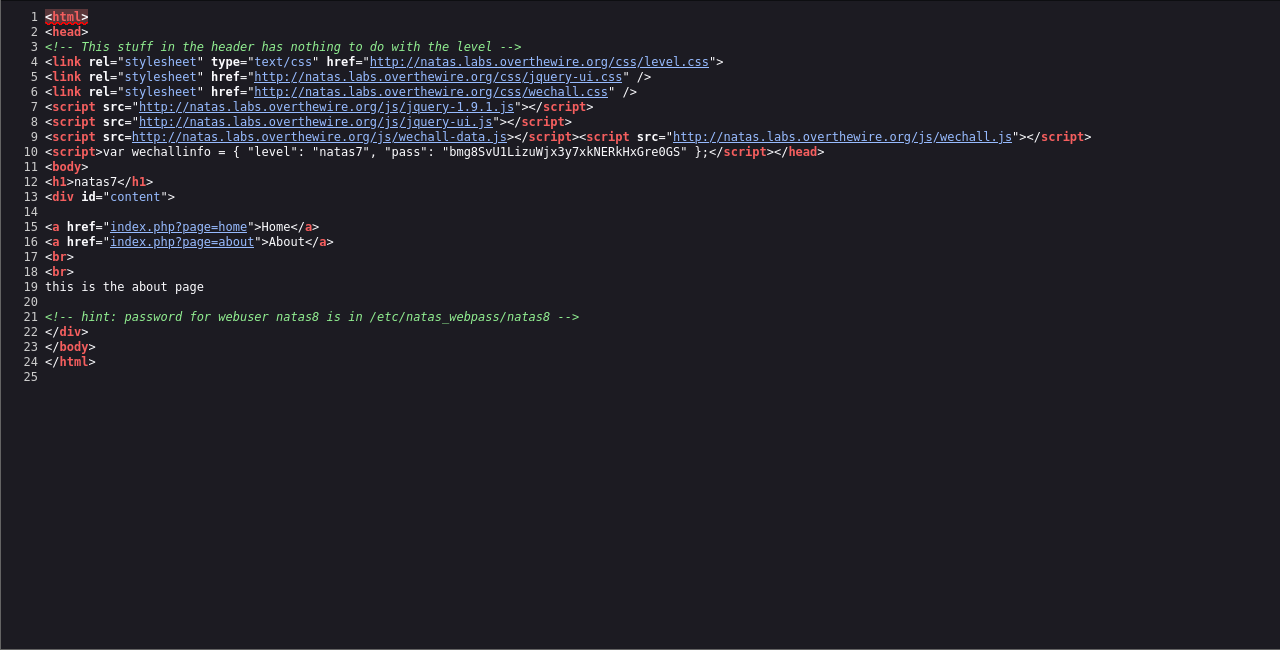 1 <html>
2 <head>
3 <!-- This stuff in the header has nothing to do with the level -->
4 <link rel="stylesheet" type="text/css" href="http://natas.labs.overthewire.org/css/level.css">
5 <link rel="stylesheet" href="http://natas.labs.overthewire.org/css/jquery-ui.css" />
6 <link rel="stylesheet" href="http://natas.labs.overthewire.org/css/wechall.css" />
7 <script src="http://natas.labs.overthewire.org/js/jquery-1.9.1.js"></script>
8 <script src="http://natas.labs.overthewire.org/js/jquery-ui.js"></script>
9 <script src=http://natas.labs.overthewire.org/js/wechall-data.js></script><script src="http://natas.labs.overthewire.org/js/wechall.js"></script>
10 <script>var wechallinfo = { "level": "natas7", "pass": "bmg8SvU1LizuWjx3y7xkNERkHxGre0GS" };</script></head>
11 <body>
12 <h1>natas7</h1>
13 <div id="content">
14
15 <a href="index.php?page=home">Home</a>
16 <a href="index.php?page=about">About</a>
17 <br>
18 <br>
19 this is the about page
20
21 <!-- hint: password for webuser natas8 is in /etc/natas_webpass/natas8 -->
22 </div>
23 </body>
24 </html>
25